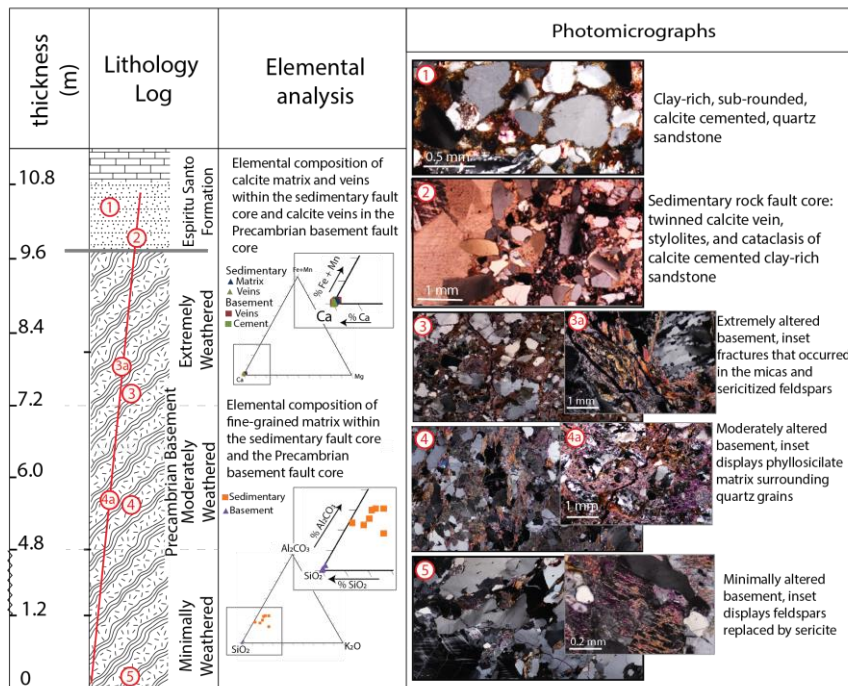 thickness
(m)
Lithology
Log
Elemental
analysis
Photomicrographs
10.8
9.6
8.4
7.2
6.0
4.8
1.2
0
1
2
3a
3
4a
4
5
Espiritu Santo
Formation
Precambrian Basement
Extremely
Weathered
Moderately
Weathered
Minimally
Weathered
Elemental composition of
calcite matrix and veins
within the sedimentary fault
core and calcite veins in the
Precambrian basement fault
core
Sedimentary
Matrix
Veins
Basement
Veins
Cement
Fe+Mn
% Fe + Mn
Ca
% Ca
Ca
Mg
Elemental composition of
fine-grained matrix within
the sedimentary fault core
and the Precambrian
basement fault core
Sedimentary
Basement
% Al₂CO₃
SiO₂
% SiO₂
Al₂CO₃
SiO₂
K₂O
1
0.5 mm
Clay-rich, sub-rounded,
calcite cemented, quartz
sandstone
2
1 mm
Sedimentary rock fault core:
twinned calcite vein,
stylolites, and cataclasis of
calcite cemented clay-rich
sandstone
3
3a
1 mm
Extremely altered
basement, inset
fractures that occurred
in the micas and
sericitized feldspars
4
4a
1 mm
Moderately altered
basement, inset
displays phyllosilicate
matrix surrounding
quartz grains
5
0.2 mm
Minimally altered
basement, inset
displays feldspars
replaced by sericite